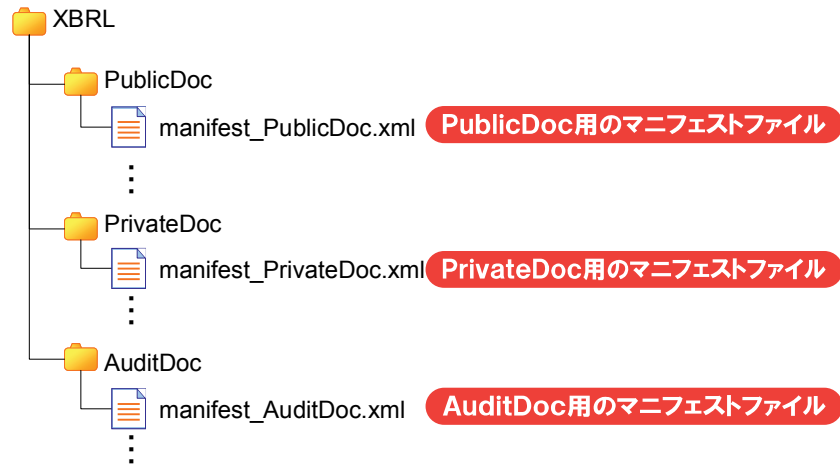 XBRL
PublicDoc
manifest_PublicDoc.xml PublicDoc用のマニフェストファイル
PrivateDoc
manifest_PrivateDoc.xml PrivateDoc用のマニフェストファイル
AuditDoc
manifest_AuditDoc.xml AuditDoc用のマニフェストファイル